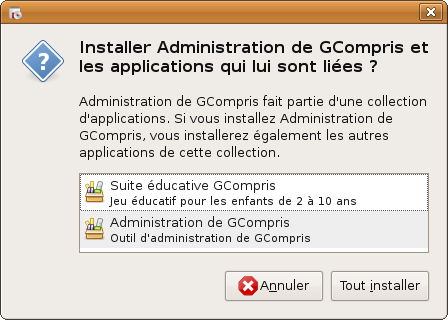 Installer Administration de GCompris et
les applications qui lui sont liées ?
Administration de GCompris fait partie d'une collection
d'applications. Si vous installez Administration de
GCompris, vous installerez également les autres
applications de cette collection.
Suite éducative GCompris
Jeu éducatif pour les enfants de 2 à 10 ans
Administration de GCompris
Outil d'administration de GCompris
Annuler
Tout installer